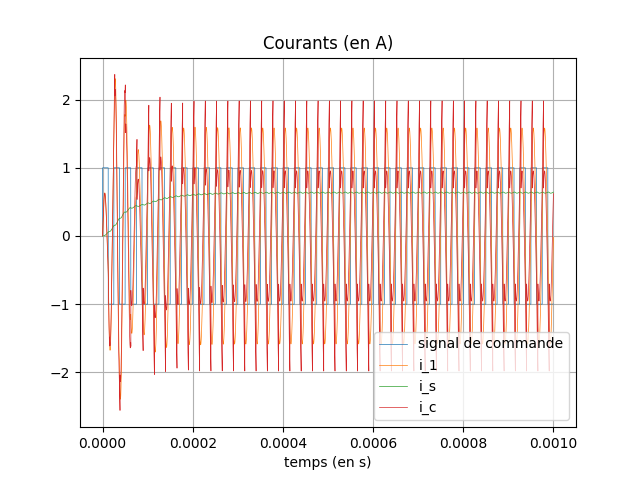 Courants (en A)
2
1
0
−1
−2
signal de commande
i_1
i_s
i_c
0.0000 0.0002 0.0004 0.0006 0.0008 0.0010
temps (en s)